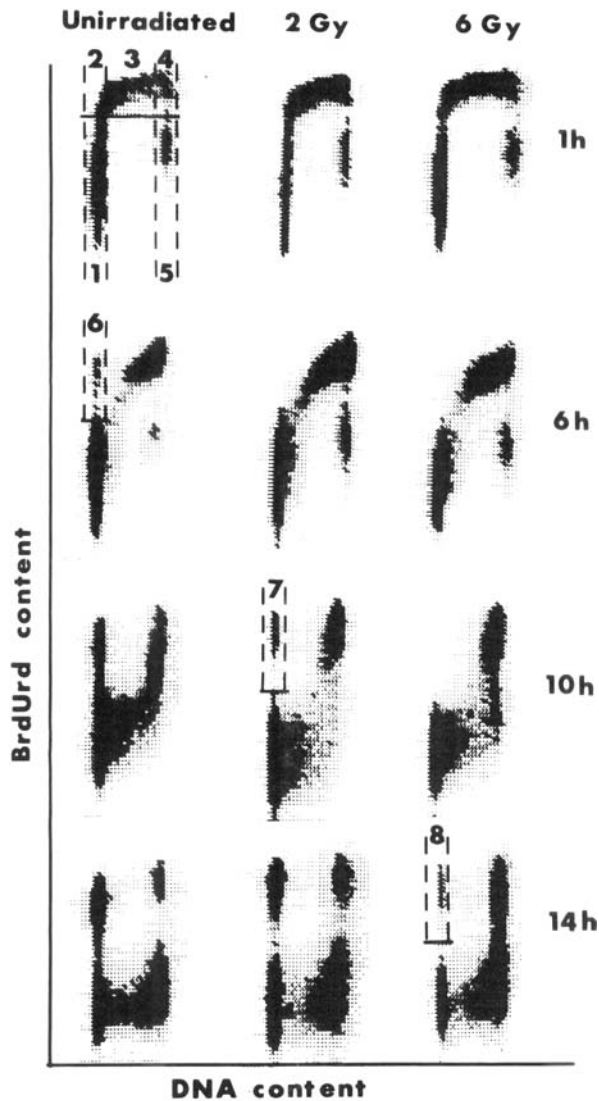 Unirradiated 2 Gy 6 Gy
2 3 4
1h
1 5
6
6h
7
10h
8
14h
BrdUrd content
DNA content